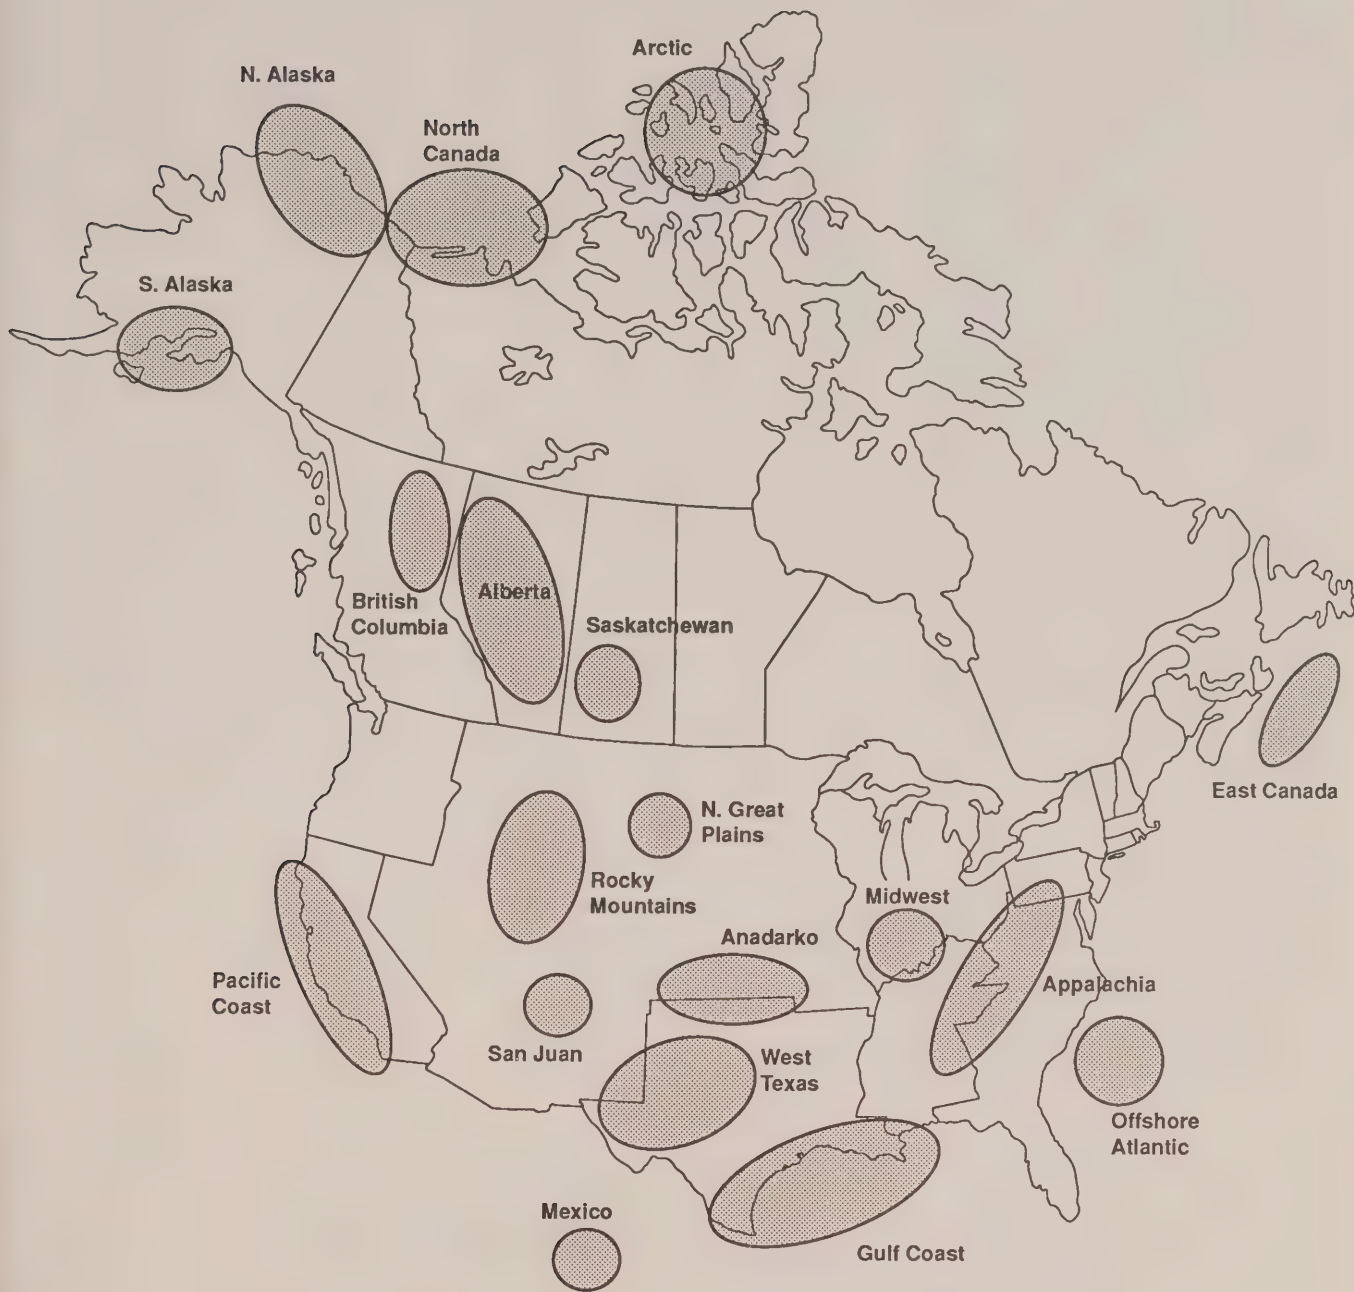 Arctic
N. Alaska
North
Canada
S. Alaska
British
Columbia
Alberta
Saskatchewan
East Canada
N. Great
Plains
Rocky
Mountains
Midwest
Anadarko
Pacific
Coast
Appalachia
San Juan
West
Texas
Offshore
Atlantic
Mexico
Gulf Coast